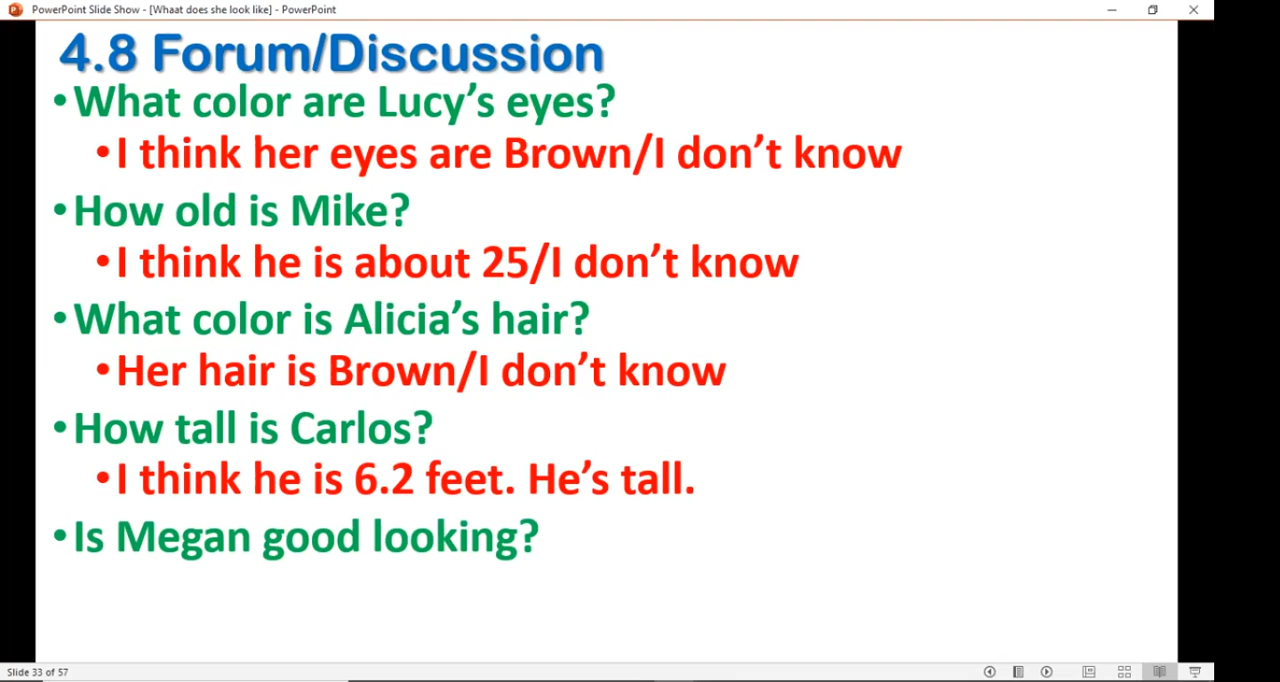 PowerPoint Slide Show - [Whaat does she look like] - PowerPoint
4.8 Forum/Discussion
•What color are Lucy’s eyes?
•I think her eyes are Brown/I don’t know
•How old is Mike?
•I think he is about 25/I don’t know
•What color is Alicia’s hair?
•Her hair is Brown/I don’t know
•How tall is Carlos?
•I think he is 6.2 feet. He’s tall.
•Is Megan good looking?
Slide 33 of 57